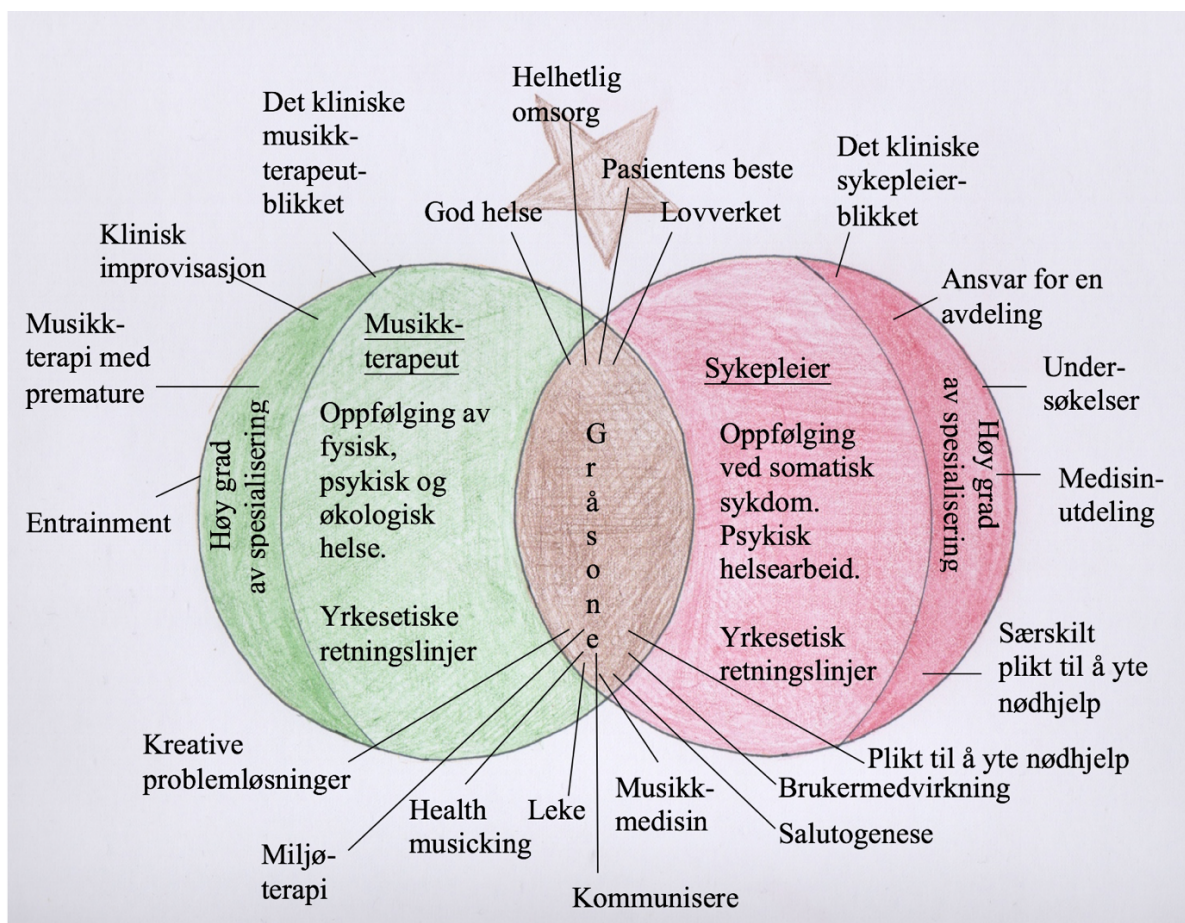 Helhetlig
omsorg
Det kliniske
musikk-
terapeut-
blikket
Pasientens beste
Det kliniske
sykepleier-
blikket
God helse
Lovverket
Klinisk
improvisasjon
Ansvar for en
avdeling
Musikk-
terapi med
premature
Musikk-
terapeut
Sykepleier
Under-
søkelser
Høy grad
av spesialisering
Oppfølging av
fysisk,
psykisk og
økologisk
helse.
G
r
å
s
o
n
e
Oppfølging
ved somatisk
sykdom.
Psykisk
helsearbeid.
Høy grad
av spesialisering
Medisin-
utdeling
Entrainment
Yrkesetiske
retningslinjer
Yrkesetisk
retningslinjer
Særskilt
plikt til å yte
nødhjelp
Kreative
problemløsninger
Plikt til å yte nødhjelp
Brukermedvirkning
Musikk-
medisin
Health
musicking
Leke
Salutogenese
Miljø-
terapi
Kommunisere